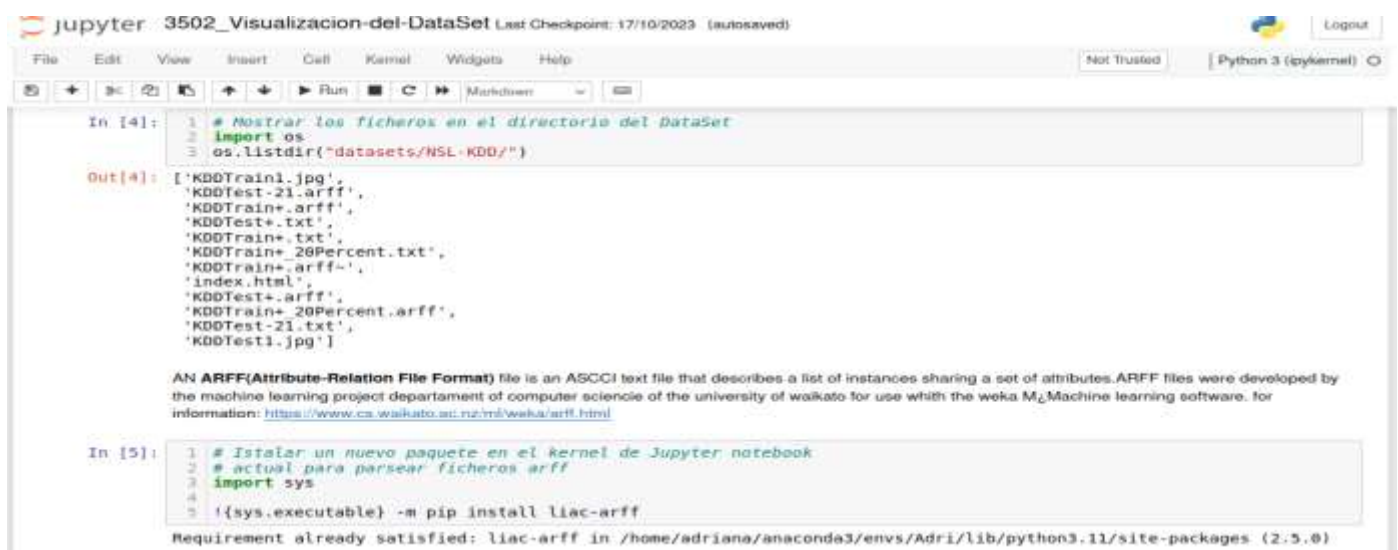 jupyter 3502_Visualizacion-del-DataSet Last Checkpoint: 17/10/2023 (autosaved)
Logout
File Edit View Insert Cell Kernel Widgets Help
Not Trusted
Python 3 (ipykernel)
Run
Markdown
In [4]:
1 # Mostrar los ficheros en el directorio del DataSet
2 import os
3 os.listdir("datasets/NSL-KDD/")
Out[4]: ['KDDTrain1.jpg',
'KDDTest-21.arff',
'KDDTrain+.arff',
'KDDTest+.txt',
'KDDTrain+.txt',
'KDDTrain+_20Percent.txt',
'KDDTrain+.arff~',
'index.html',
'KDDTest+.arff',
'KDDTrain+_20Percent.arff',
'KDDTest-21.txt',
'KDDTest1.jpg']
AN ARFF(Attribute-Relation File Format) file is an ASCCI text file that describes a list of instances sharing a set of attributes.ARFF files were developed by
the machine learning project departament of computer sciencie of the university of waikato for use whith the weka M¿Machine learning software. for
information: https://www.cs.waikato.ac.nz/ml/weka/arff.html
In [5]:
1 # Istalar un nuevo paquete en el kernel de Jupyter notebook
2 # actual para parsear ficheros arff
3 import sys
4
5 !{sys.executable} -m pip install liac-arff
Requirement already satisfied: liac-arff in /home/adriana/anaconda3/envs/Adri/lib/python3.11/site-packages (2.5.0)